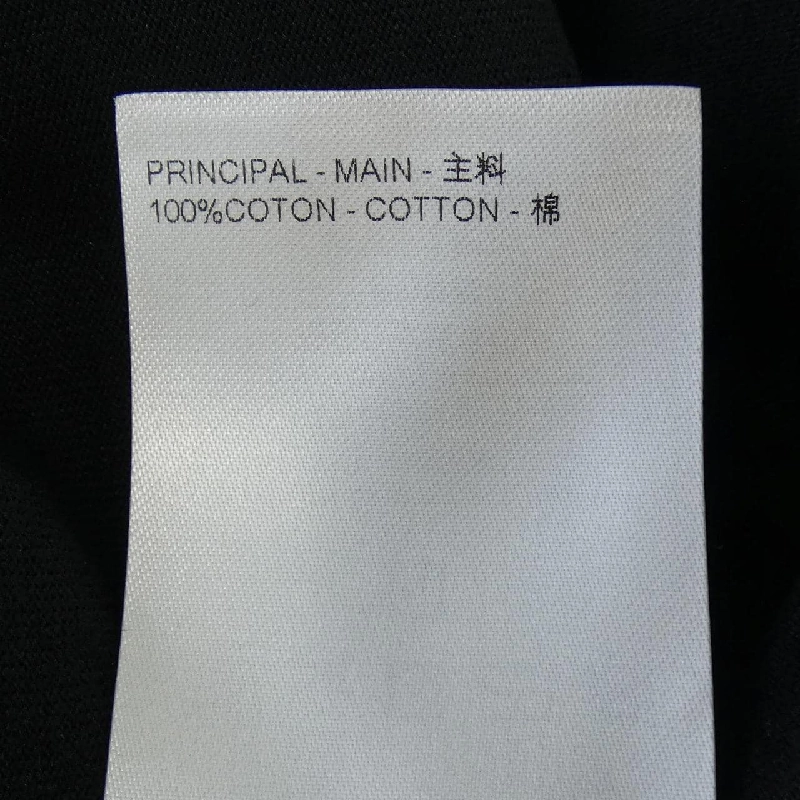 PRINCIPAL - MAIN - 主料
100%COTON - COTTON - 棉